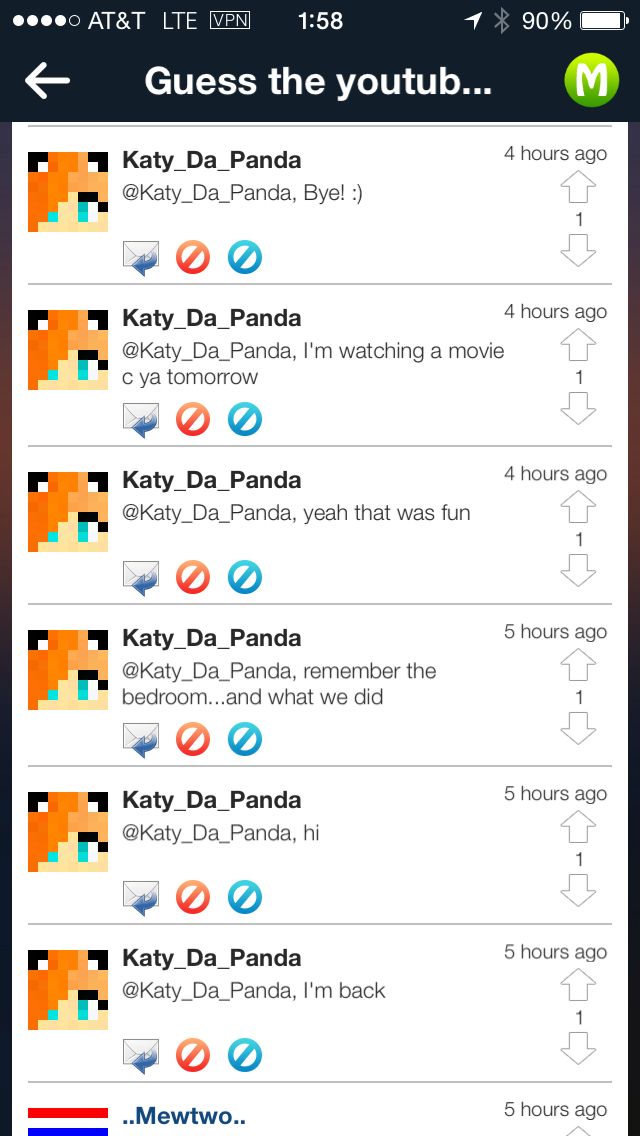 AT&T LTE VPN 1:58 90%
Guess the youtub... M
Katy_Da_Panda 4 hours ago
@Katy_Da_Panda, Bye! :)
1
Katy_Da_Panda 4 hours ago
@Katy_Da_Panda, I'm watching a movie
c ya tomorrow
1
Katy_Da_Panda 4 hours ago
@Katy_Da_Panda, yeah that was fun
1
Katy_Da_Panda 5 hours ago
@Katy_Da_Panda, remember the
bedroom...and what we did
1
Katy_Da_Panda 5 hours ago
@Katy_Da_Panda, hi
1
Katy_Da_Panda 5 hours ago
@Katy_Da_Panda, I'm back
1
..Mewtwo.. 5 hours ago